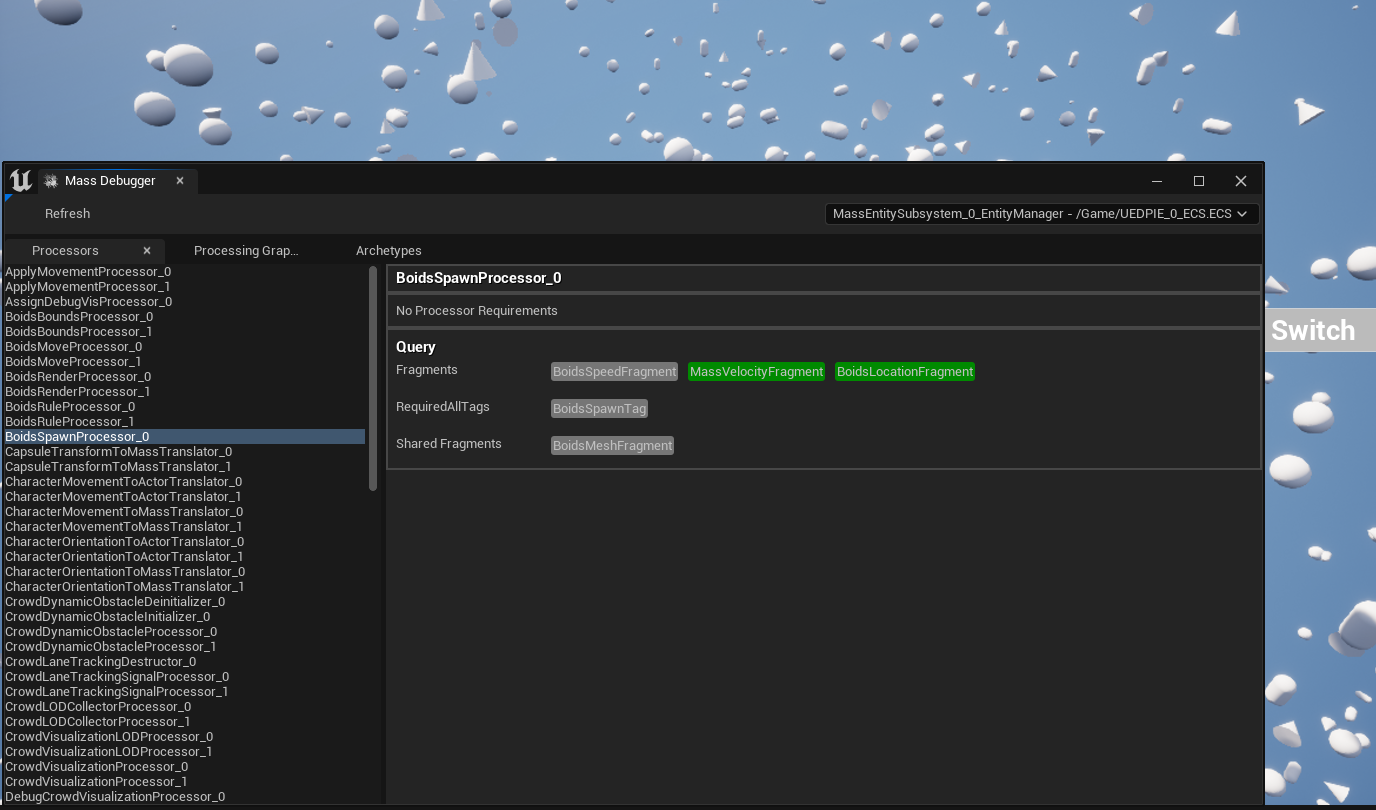 Mass Debugger
Refresh
MassEntitySubsystem_0_EntityManager - /Game/UEDPIE_0_ECS.ECS
Processors
Processing Grap...
Archetypes
ApplyMovementProcessor_0
ApplyMovementProcessor_1
AssignDebugVisProcessor_0
BoidsBoundsProcessor_0
BoidsBoundsProcessor_1
BoidsMoveProcessor_0
BoidsMoveProcessor_1
BoidsRenderProcessor_0
BoidsRenderProcessor_1
BoidsRuleProcessor_0
BoidsRuleProcessor_1
BoidsSpawnProcessor_0
CapsuleTransformToMassTranslator_0
CapsuleTransformToMassTranslator_1
CharacterMovementToActorTranslator_0
CharacterMovementToActorTranslator_1
CharacterMovementToMassTranslator_0
CharacterMovementToMassTranslator_1
CharacterOrientationToActorTranslator_0
CharacterOrientationToActorTranslator_1
CharacterOrientationToMassTranslator_0
CharacterOrientationToMassTranslator_1
CrowdDynamicObstacleDeinitializer_0
CrowdDynamicObstacleInitializer_0
CrowdDynamicObstacleProcessor_0
CrowdDynamicObstacleProcessor_1
CrowdLaneTrackingDestructor_0
CrowdLaneTrackingSignalProcessor_0
CrowdLaneTrackingSignalProcessor_1
CrowdLODCollectorProcessor_0
CrowdLODCollectorProcessor_1
CrowdVisualizationLODProcessor_0
CrowdVisualizationLODProcessor_1
CrowdVisualizationProcessor_0
CrowdVisualizationProcessor_1
DebugCrowdVisualizationProcessor_0
BoidsSpawnProcessor_0
No Processor Requirements
Query
Fragments BoidsSpeedFragment MassVelocityFragment BoidsLocationFragment
RequiredAllTags BoidsSpawnTag
Shared Fragments BoidsMeshFragment
Switch